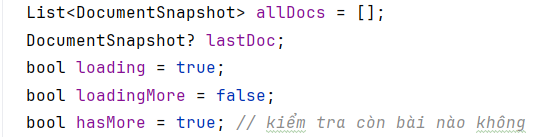 List<DocumentSnapshot> allDocs = [];
DocumentSnapshot? lastDoc;
bool loading = true;
bool loadingMore = false;
bool hasMore = true; // kiểm tra còn bài nào không